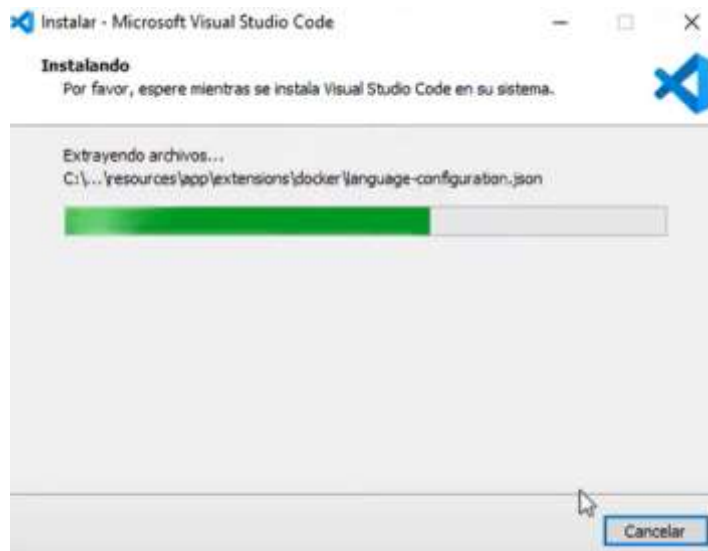 Instalar - Microsoft Visual Studio Code
Instalando
Por favor, espere mientras se instala Visual Studio Code en su sistema.
Extrayendo archivos...
C:\...\resources\app\extensions\docker\language-configuration.json
Cancelar